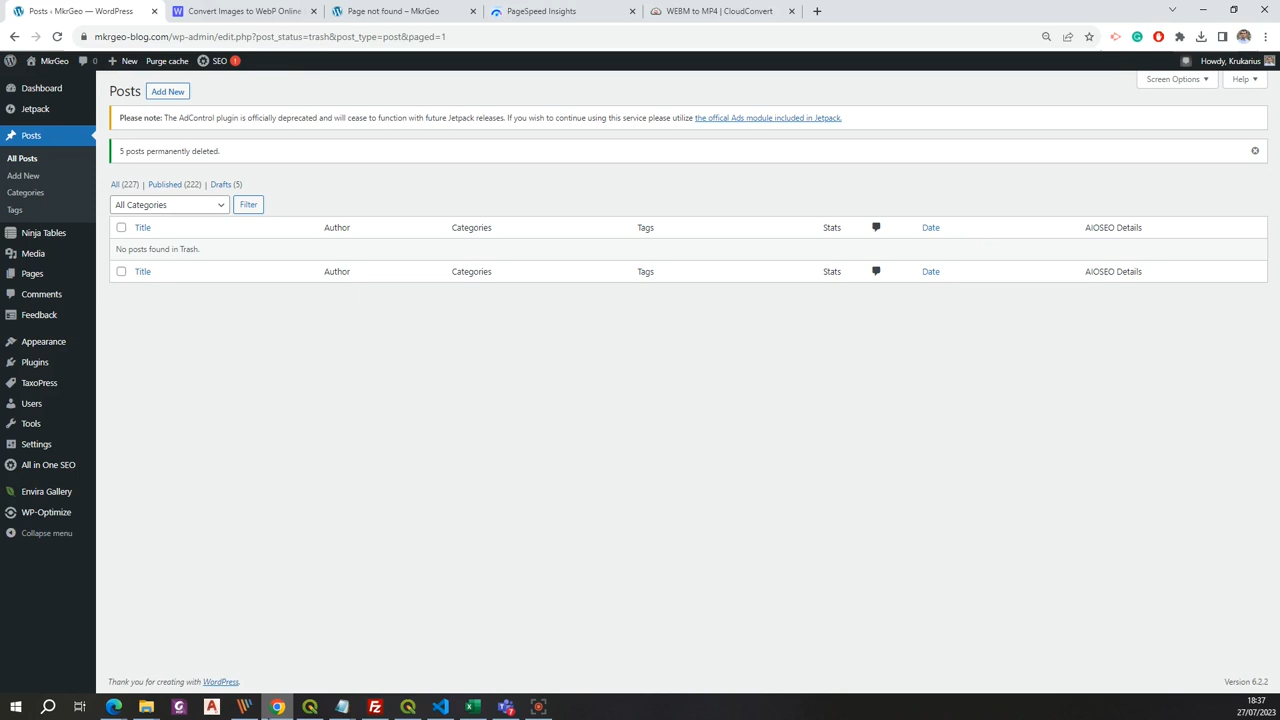 Posts ‹ MkrGeo — WordPress
Convert Images to WebP Online
Page not found – MkrGeo
PageSpeed Insights
WEBM to MP4 | CloudConvert
mkrgeo-blog.com/wp-admin/edit.php?post_status=trash&post_type=post&paged=1
MkrGeo 0 New Purge cache SEO 1
Howdy, Krukarius
Dashboard
Jetpack
Posts
All Posts
Add New
Categories
Tags
Ninja Tables
Media
Pages
Comments
Feedback
Appearance
Plugins
TaxoPress
Users
Tools
Settings
All in One SEO
Envira Gallery
WP-Optimize
Collapse menu
Screen Options Help
Posts Add New
Please note: The AdControl plugin is officially deprecated and will cease to function with future Jetpack releases. If you wish to continue using this service please utilize the offical Ads module included in Jetpack.
5 posts permanently deleted.
All (227) | Published (222) | Drafts (5)
All Categories Filter
Title Author Categories Tags Stats Date AIOSEO Details
No posts found in Trash.
Title Author Categories Tags Stats Date AIOSEO Details
Thank you for creating with WordPress.
Version 6.2.2
18:37
27/07/2023